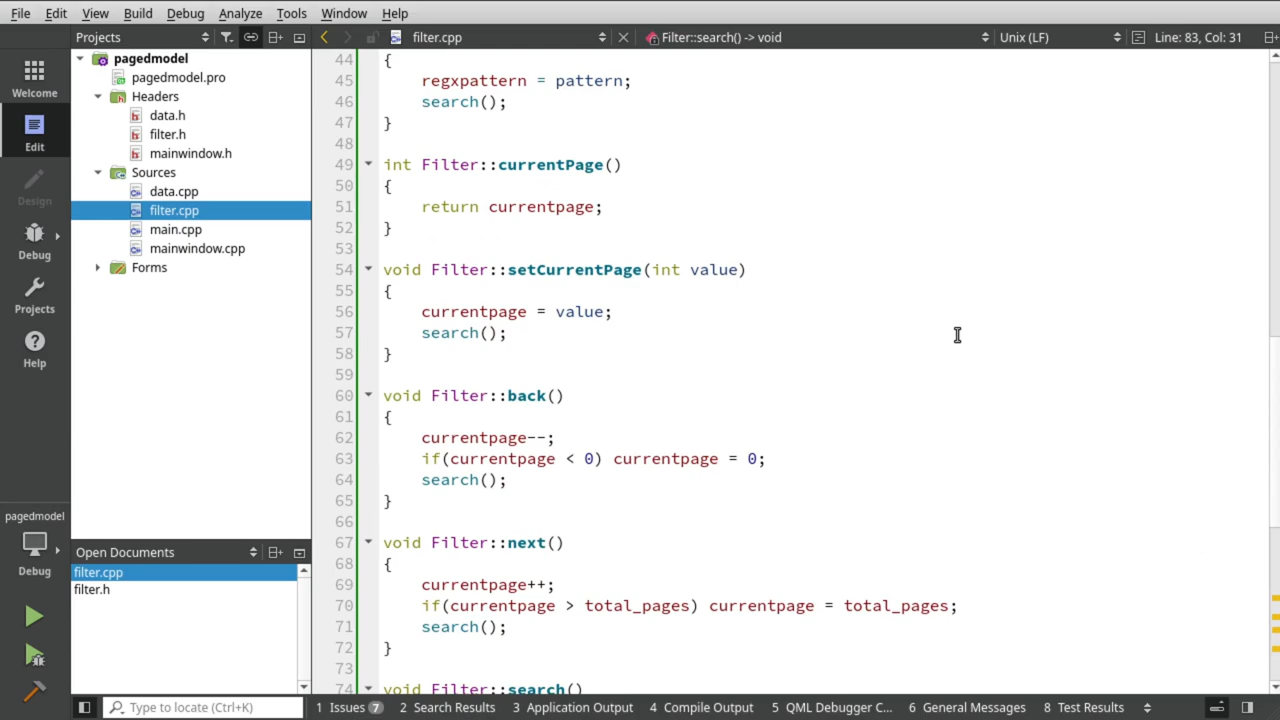 File Edit View Build Debug Analyze Tools Window Help
Projects
filter.cpp
Filter::search() -> void
Unix (LF)
Line: 83, Col: 31
Welcome
Edit
Design
Debug
Projects
Help
pagedmodel
Debug
pagedmodel
pagedmodel.pro
Headers
data.h
filter.h
mainwindow.h
Sources
data.cpp
filter.cpp
main.cpp
mainwindow.cpp
Forms
Open Documents
filter.cpp
filter.h
44 {
45 regxpattern = pattern;
46 search();
47 }
48
49 int Filter::currentPage()
50 {
51 return currentpage;
52 }
53
54 void Filter::setCurrentPage(int value)
55 {
56 currentpage = value;
57 search();
58 }
59
60 void Filter::back()
61 {
62 currentpage--;
63 if(currentpage < 0) currentpage = 0;
64 search();
65 }
66
67 void Filter::next()
68 {
69 currentpage++;
70 if(currentpage > total_pages) currentpage = total_pages;
71 search();
72 }
73
74 void Filter::search()
Type to locate (Ctrl+K)
1 Issues 7
2 Search Results
3 Application Output
4 Compile Output
5 QML Debugger C...
6 General Messages
8 Test Results